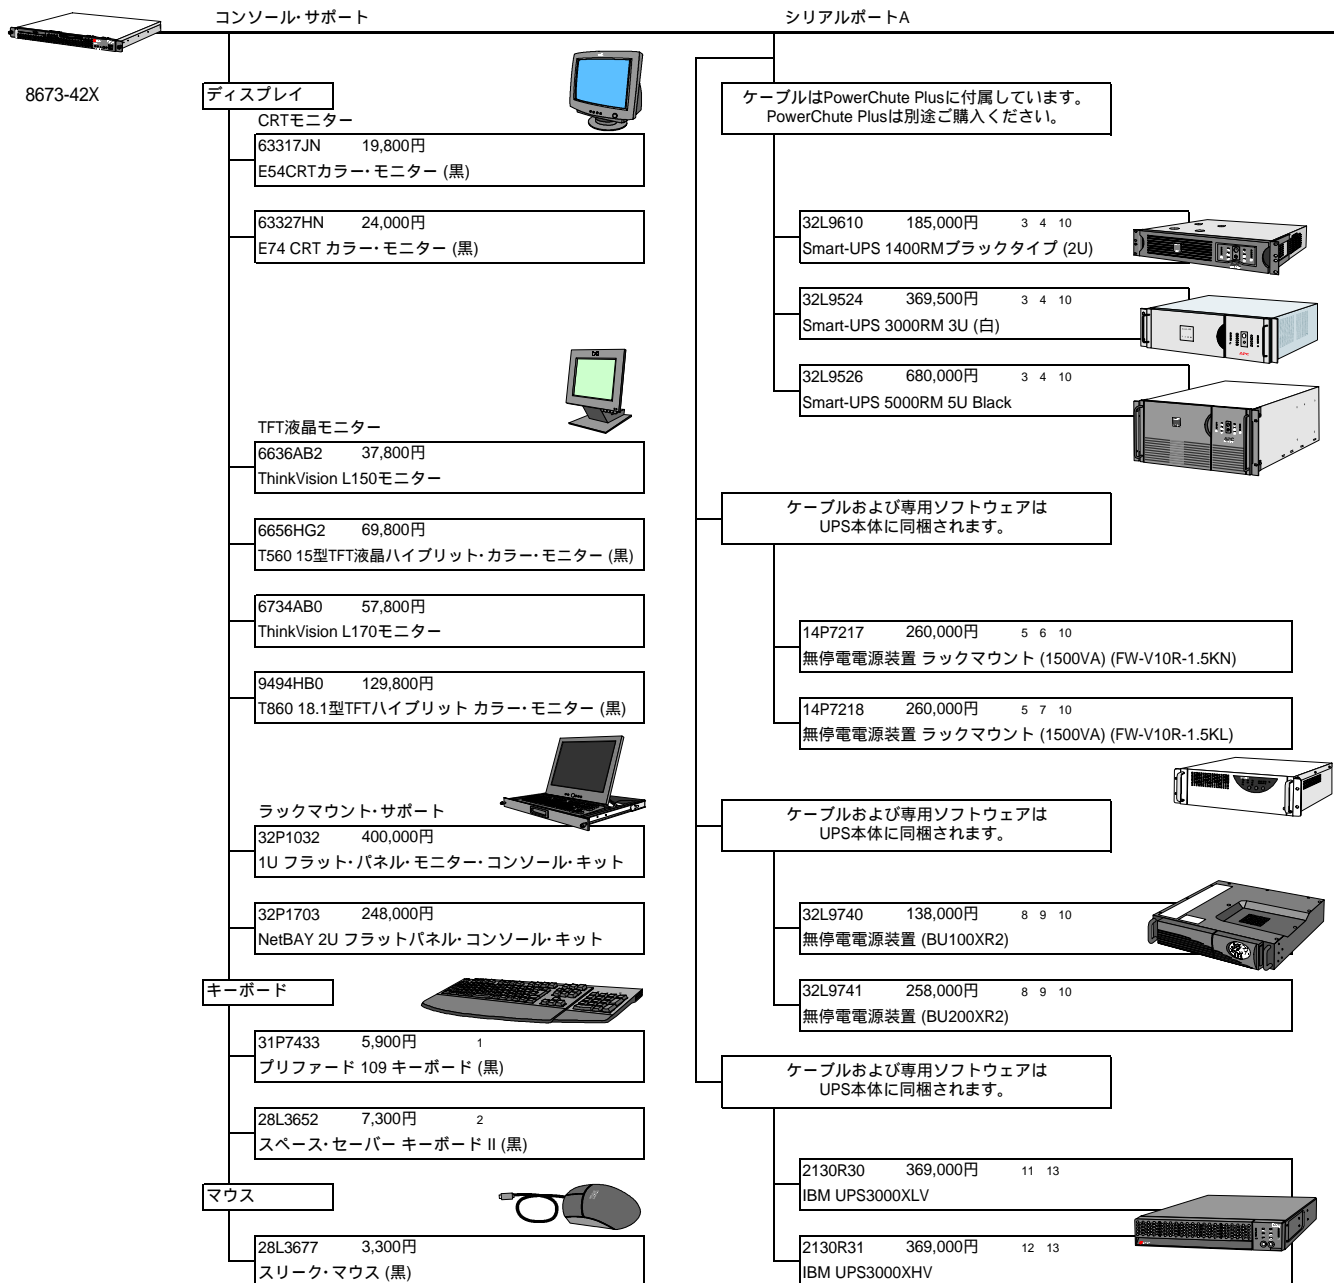 コンソール･サポート
シリアルポートA
8673-42X
ディスプレイ
CRTモニター
63317JN 19,800円
E54CRTカラー･モニター (黒)
63327HN 24,000円
E74 CRT カラー･モニター (黒)
TFT液晶モニター
6636AB2 37,800円
ThinkVision L150モニター
6656HG2 69,800円
T560 15型TFT液晶ハイブリット･カラー･モニター (黒)
6734AB0 57,800円
ThinkVision L170モニター
9494HB0 129,800円
T860 18.1型TFTハイブリット カラー･モニター (黒)
ラックマウント･サポート
32P1032 400,000円
1U フラット･パネル･モニター･コンソール･キット
32P1703 248,000円
NetBAY 2U フラットパネル･コンソール･キット
キーボード
31P7433 5,900円 1
プリファード 109 キーボード (黒)
28L3652 7,300円 2
スペース･セーバー キーボード II (黒)
マウス
28L3677 3,300円
スリーク･マウス (黒)
ケーブルはPowerChute Plusに付属しています。
PowerChute Plusは別途ご購入ください。
32L9610 185,000円 3 4 10
Smart-UPS 1400RMブラックタイプ (2U)
32L9524 369,500円 3 4 10
Smart-UPS 3000RM 3U (白)
32L9526 680,000円 3 4 10
Smart-UPS 5000RM 5U Black
ケーブルおよび専用ソフトウェアは
UPS本体に同梱されます。
14P7217 260,000円 5 6 10
無停電電源装置 ラックマウント (1500VA) (FW-V10R-1.5KN)
14P7218 260,000円 5 7 10
無停電電源装置 ラックマウント (1500VA) (FW-V10R-1.5KL)
ケーブルおよび専用ソフトウェアは
UPS本体に同梱されます。
32L9740 138,000円 8 9 10
無停電電源装置 (BU100XR2)
32L9741 258,000円 8 9 10
無停電電源装置 (BU200XR2)
ケーブルおよび専用ソフトウェアは
UPS本体に同梱されます。
2130R30 369,000円 11 13
IBM UPS3000XLV
2130R31 369,000円 12 13
IBM UPS3000XHV